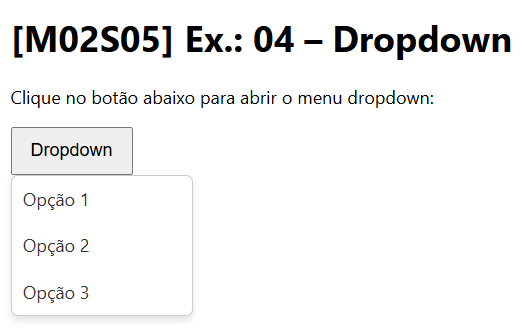 [M02S05] Ex.: 04 – Dropdown
Clique no botão abaixo para abrir o menu dropdown:
Dropdown
Opção 1
Opção 2
Opção 3